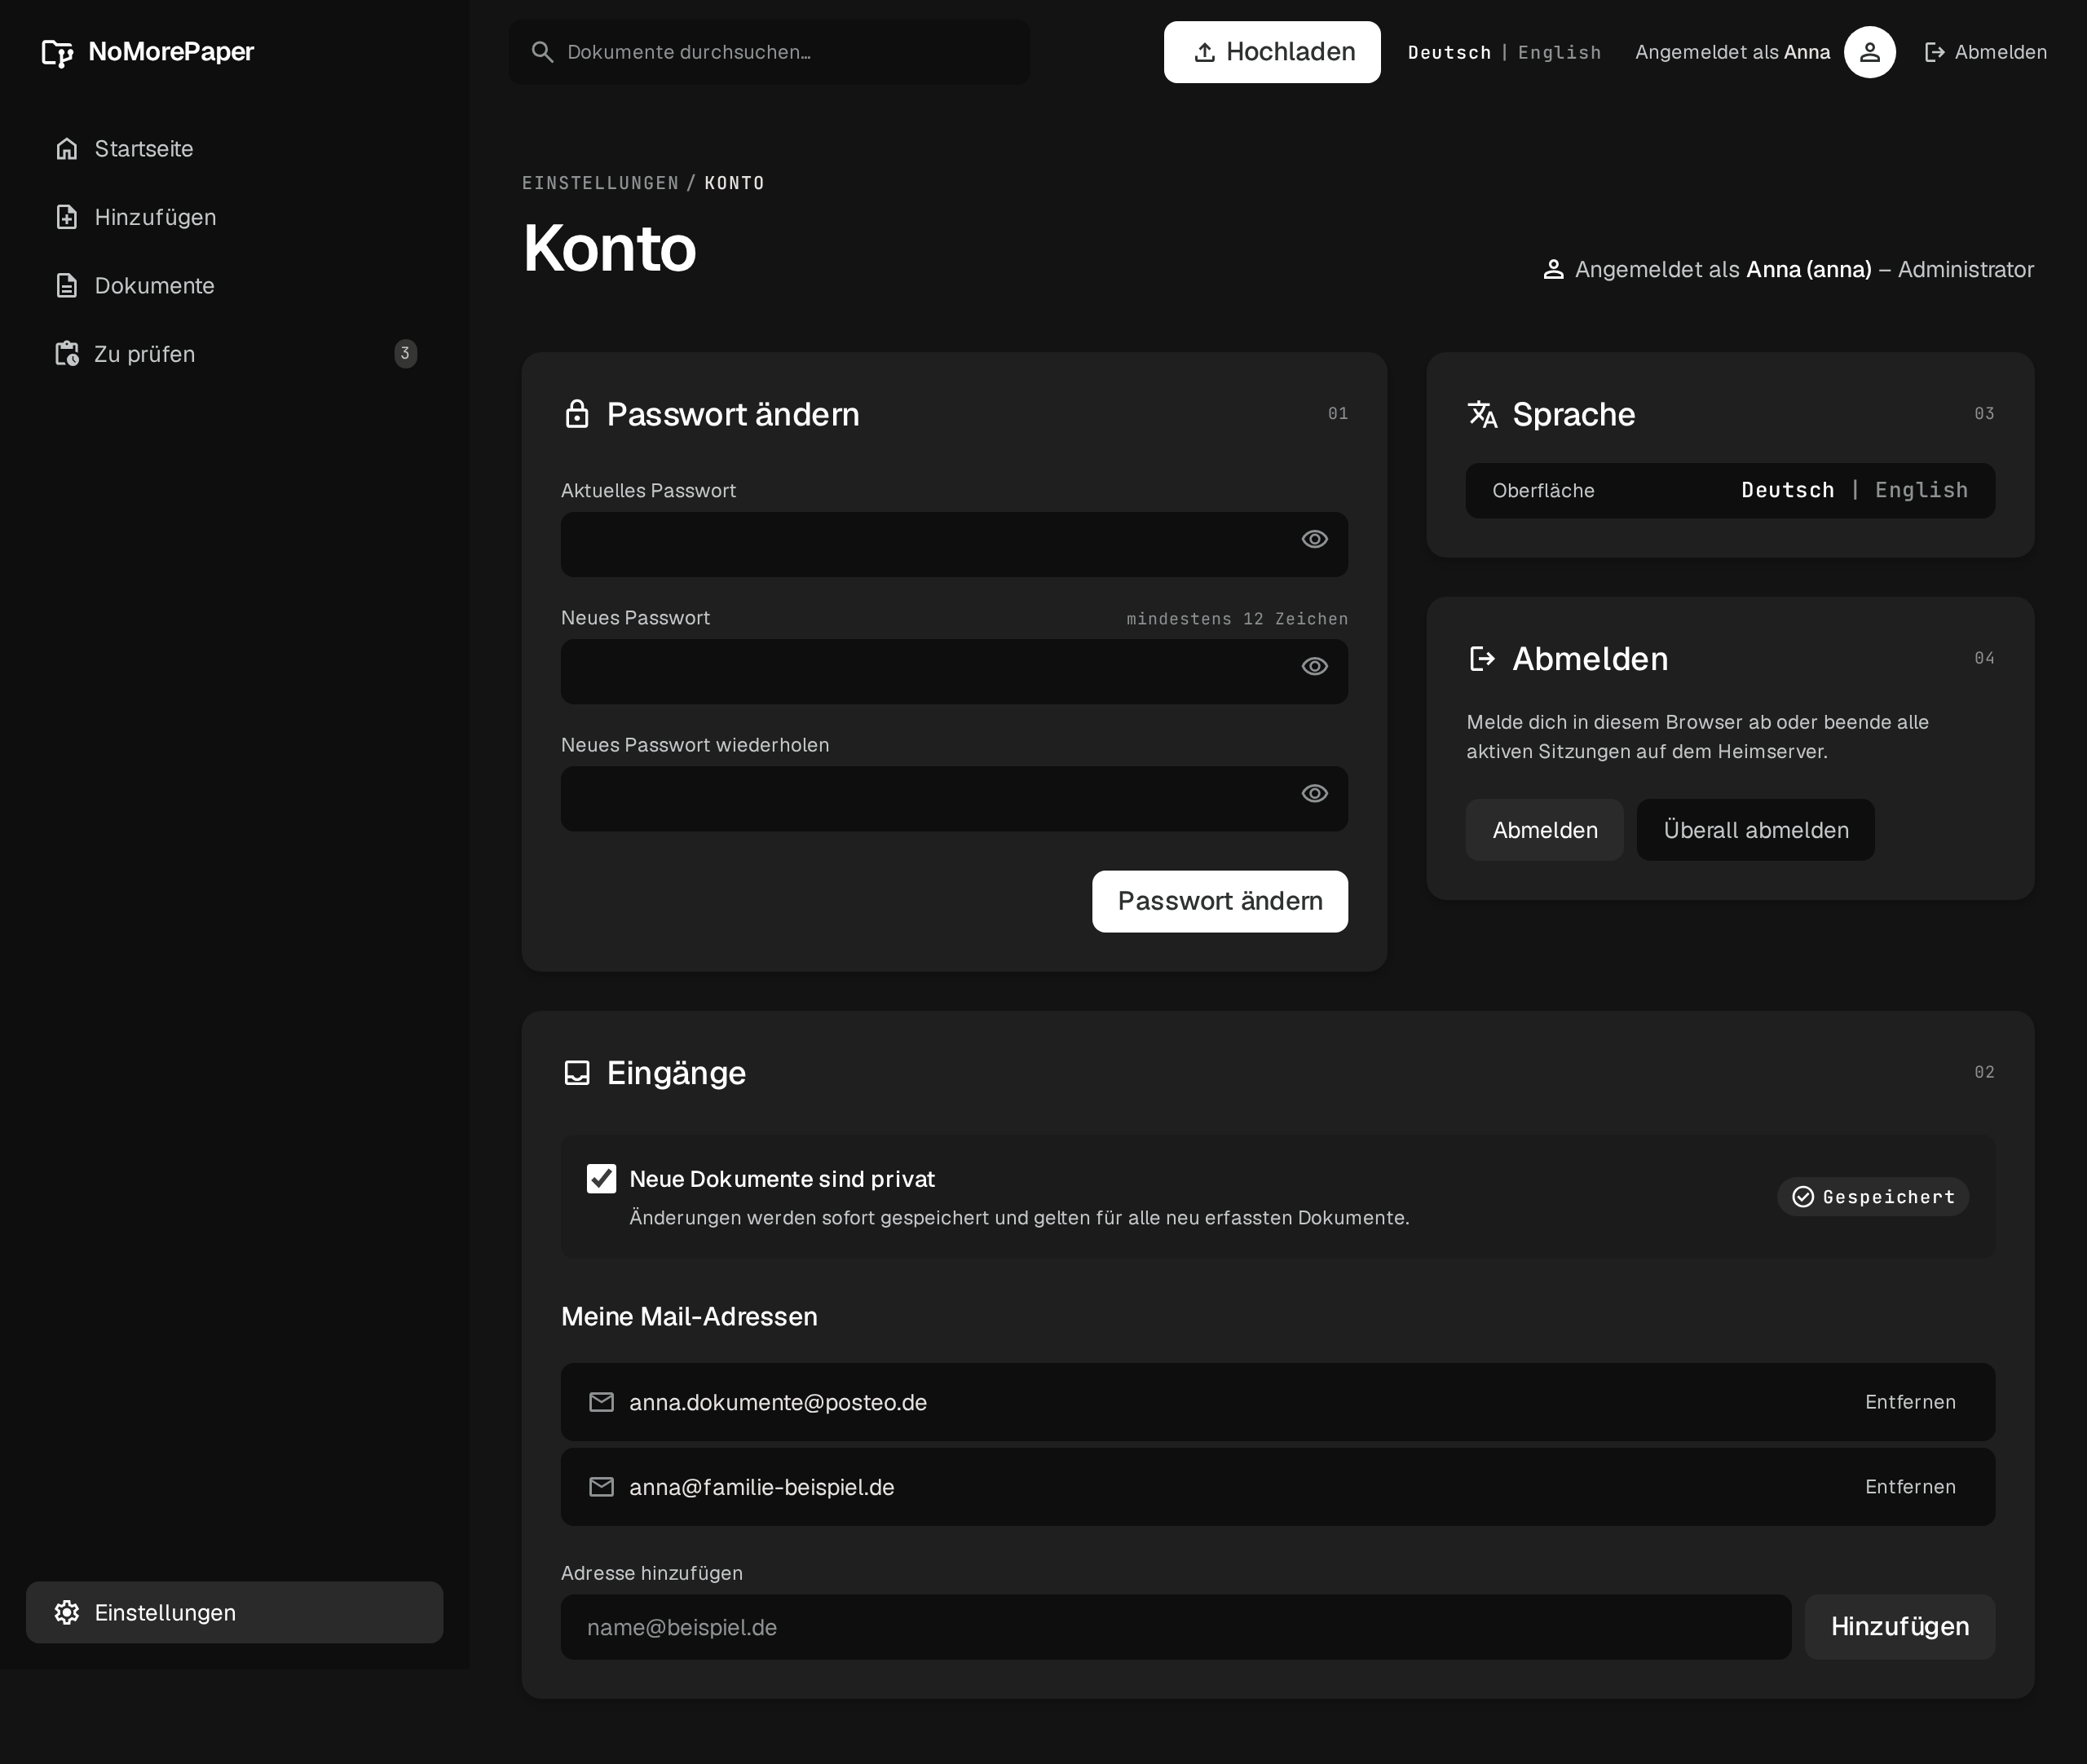 NoMorePaper
Dokumente durchsuchen...
Hochladen
Deutsch | English
Angemeldet als Anna
Abmelden
Startseite
Hinzufügen
Dokumente
Zu prüfen 3
Einstellungen
EINSTELLUNGEN / KONTO
Konto
Angemeldet als Anna (anna) – Administrator
Passwort ändern 01
Aktuelles Passwort
Neues Passwort mindestens 12 Zeichen
Neues Passwort wiederholen
Passwort ändern
Sprache 03
Oberfläche Deutsch | English
Abmelden 04
Melde dich in diesem Browser ab oder beende alle
aktiven Sitzungen auf dem Heimserver.
Abmelden Überall abmelden
Eingänge 02
Neue Dokumente sind privat
Änderungen werden sofort gespeichert und gelten für alle neu erfassten Dokumente.
Gespeichert
Meine Mail-Adressen
anna.dokumente@posteo.de Entfernen
anna@familie-beispiel.de Entfernen
Adresse hinzufügen
name@beispiel.de Hinzufügen